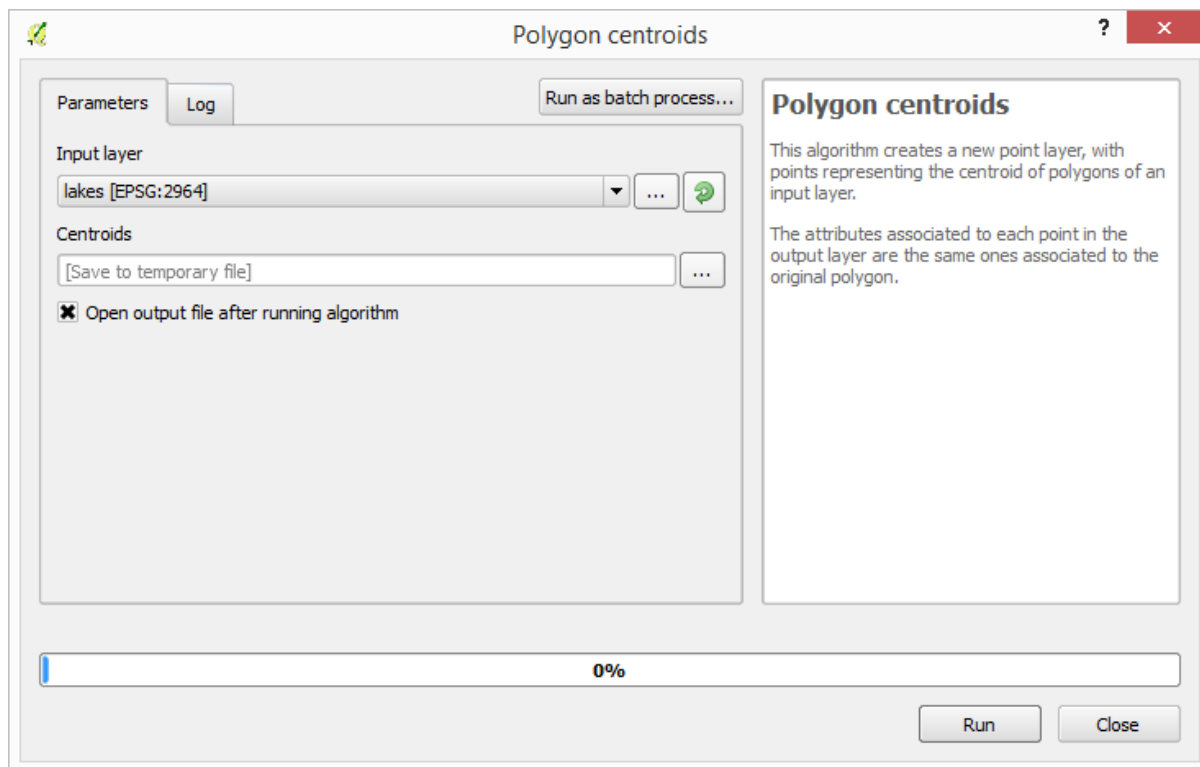 Polygon centroids
?
Parameters
Log
Run as batch process...
Input layer
lakes [EPSG:2964]
...
Centroids
[Save to temporary file]
...
Open output file after running algorithm
Polygon centroids
This algorithm creates a new point layer, with
points representing the centroid of polygons of an
input layer.
The attributes associated to each point in the
output layer are the same ones associated to the
original polygon.
0%
Run
Close